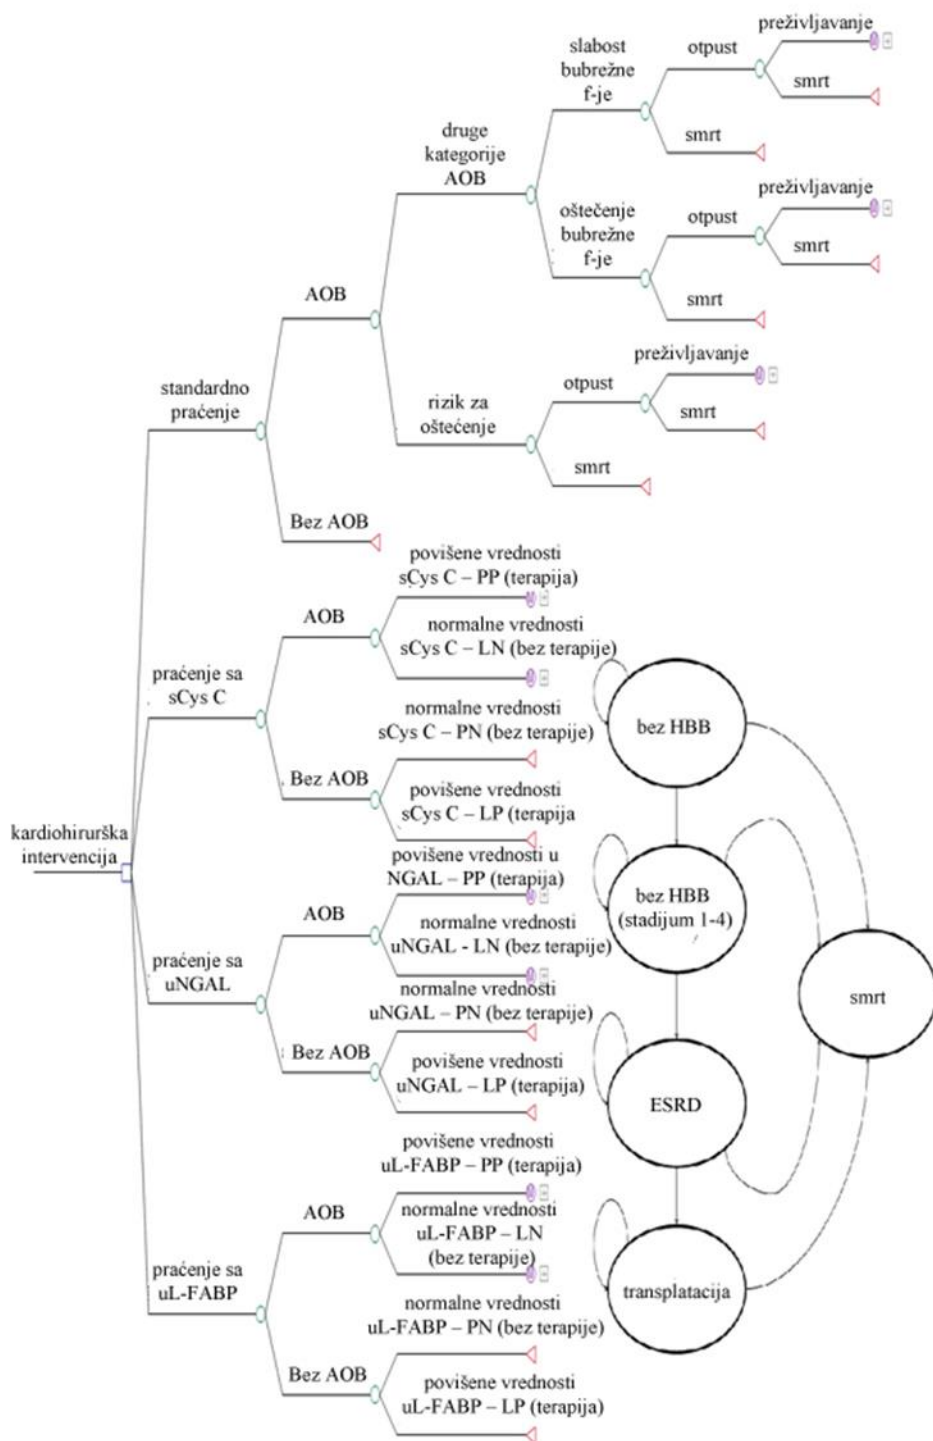 preživljavanje
slabost
bubrežne
f-je
otpust
smrt
smrt
druge
kategorije
AOB
oštečenje
bubrežne
f-je
preživljavanje
otpust
smrt
smrt
AOB
standardno
praćenje
rizik za
oštećenje
preživljavanje
otpust
smrt
smrt
Bez AOB
povišene vrednosti
sCys C – PP (terapija)
AOB
normalne vrednosti
sCys C – LN (bez terapije)
praćenje sa
sCys C
normalne vrednosti
sCys C – PN (bez terapije)
Bez AOB
povišene vrednosti
sCys C – LP (terapija
kardiohirurška
intervencija
povišene vrednosti u
NGAL – PP (terapija)
AOB
normalne vrednosti
uNGAL - LN (bez terapije)
praćenje sa
uNGAL
normalne vrednosti
uNGAL – PN (bez terapije)
Bez AOB
povišene vrednosti
uNGAL – LP (terapija)
povišene vrednosti
uL-FABP – PP (terapija)
AOB
normalne vrednosti
uL-FABP – LN
(bez terapije)
praćenje sa
uL-FABP
normalne vrednosti
uL-FABP – PN (bez terapije)
Bez AOB
povišene vrednosti
uL-FABP – LP (terapija)
bez HBB
bez HBB
(stadijum 1-4)
smrt
ESRD
transplatacija